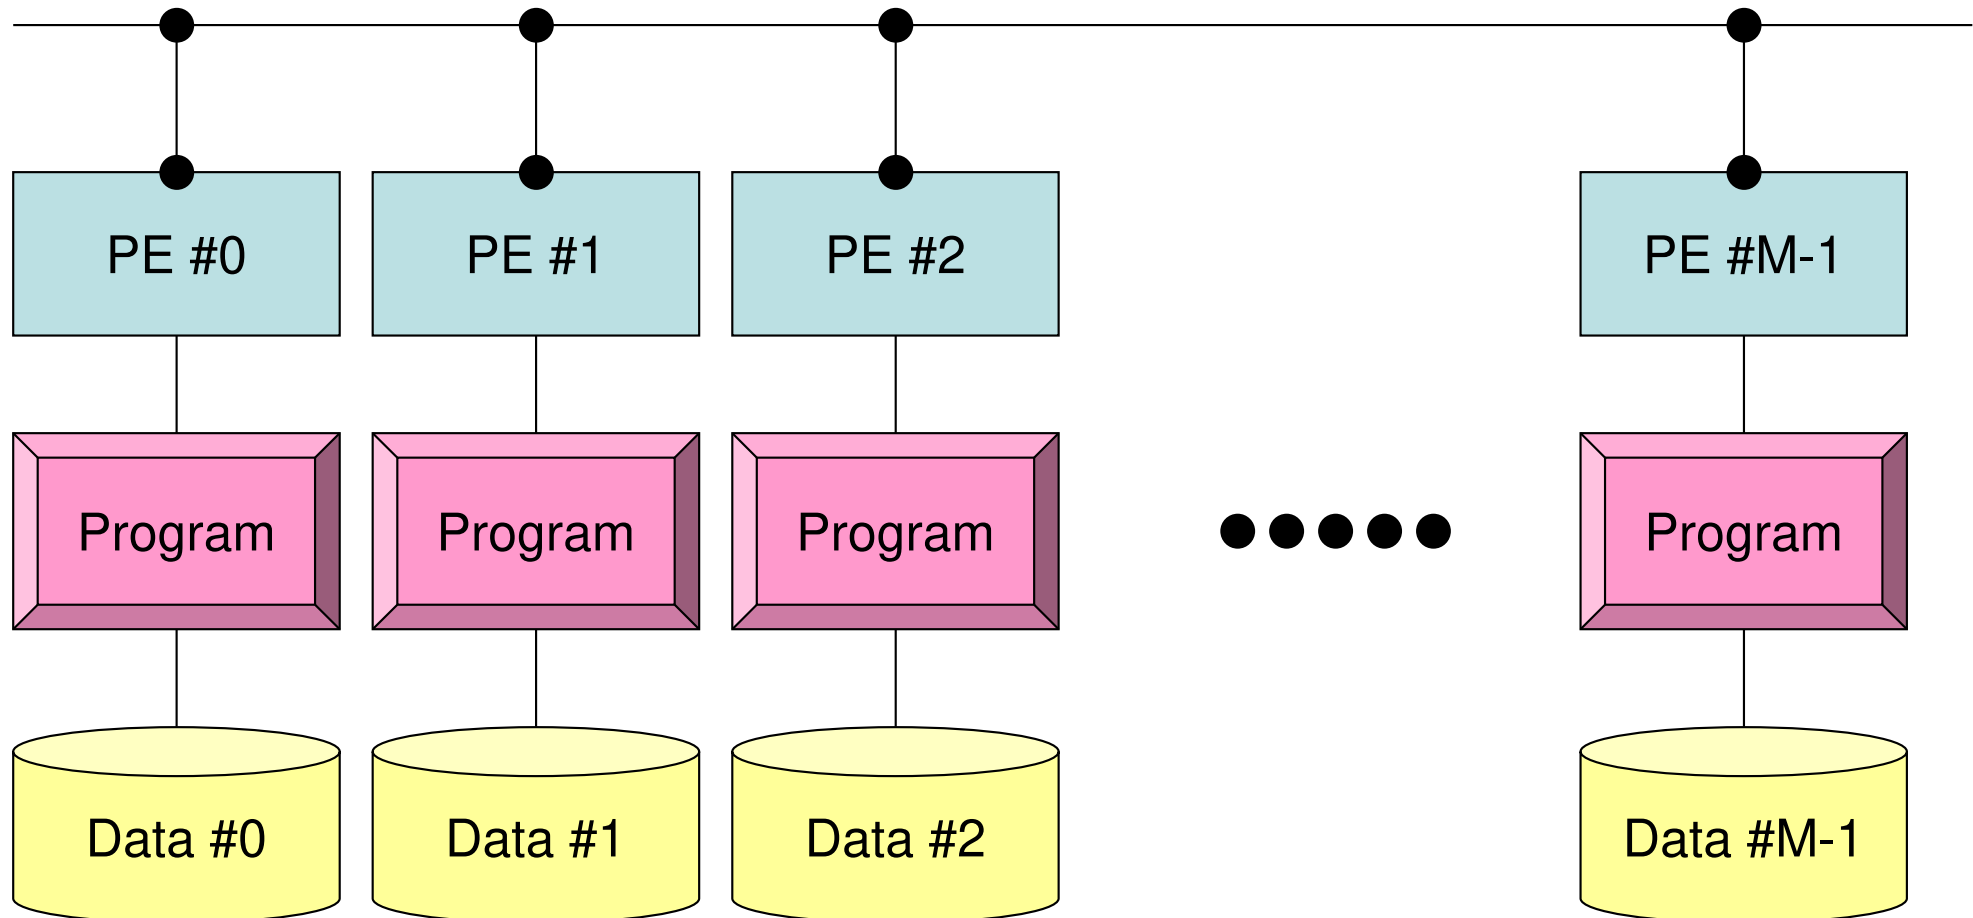 PE #0
PE #1
PE #2
PE #M-1
Program
Program
Program
Program
Data #0
Data #1
Data #2
Data #M-1